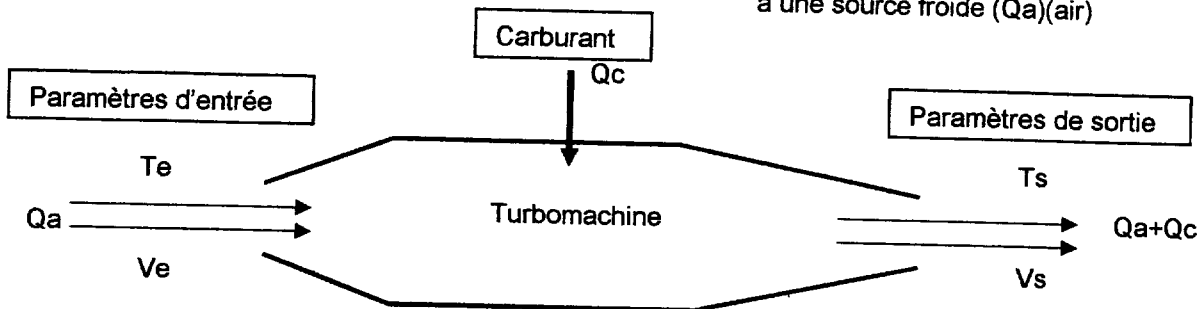 à une source froide (Qa)(air)
Carburant
Qc
Paramètres d'entrée
Paramètres de sortie
Te
Ts
Qa
Turbomachine
Qa+Qc
Ve
Vs